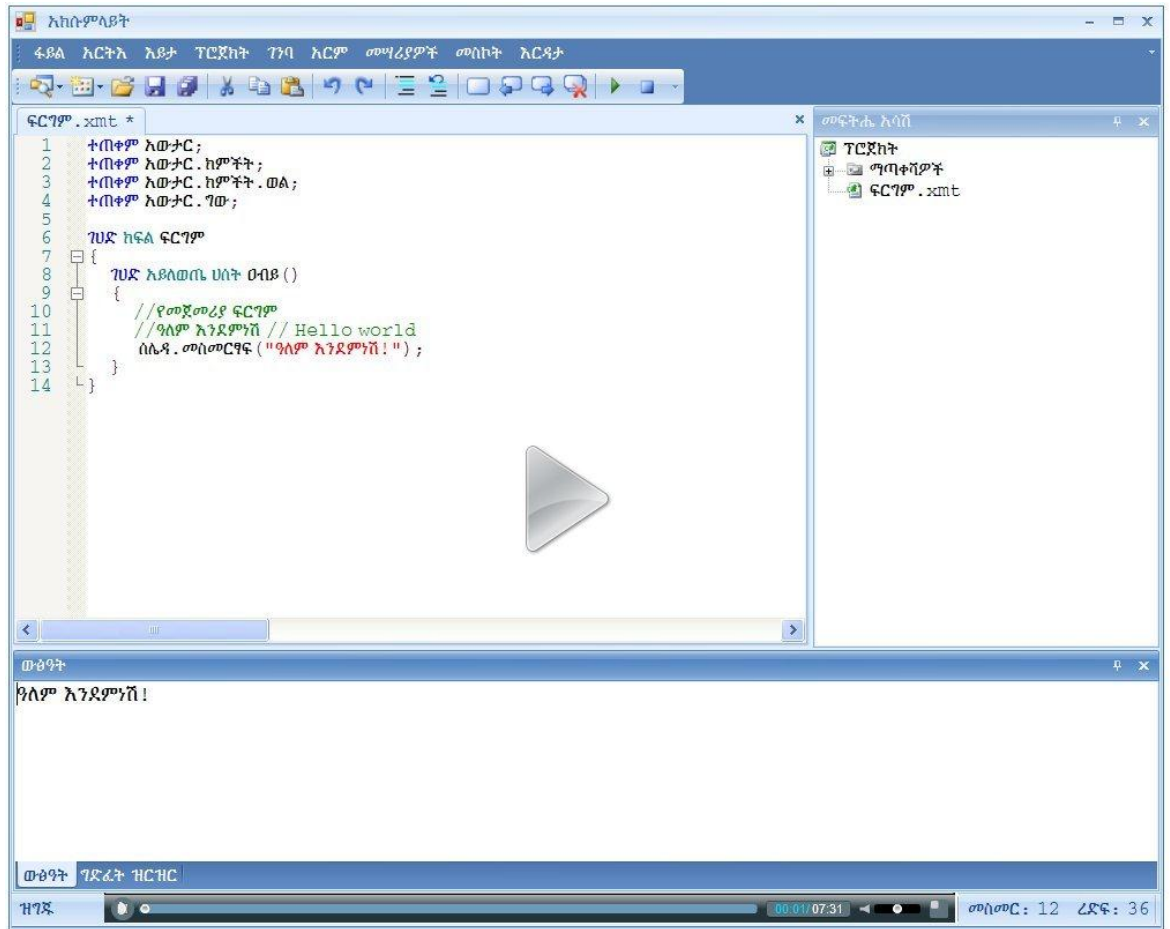 አክሱምላይት
ፋይል አርትእ እይታ ፕሮጀክት ገንባ አርም መሣሪያዎች መስኮት እርዳታ
ፍርግም.xmt *
መፍትሔ አሳሽ
1 ተጠቀም አውታር;
2 ተጠቀም አውታር.ክምችት;
3 ተጠቀም አውታር.ክምችት.ወል;
4 ተጠቀም አውታር.ገው;
5
6 ገሀድ ክፍል ፍርግም
7 {
8 ገሀድ አይለወጤ ሀስት ዐብይ()
9 {
10 //የመጀመሪያ ፍርግም
11 //ዓለም እንደምነሽ // Hello world
12 ሰሌዳ.መስመርፃፍ("ዓለም እንደምነሽ!");
13 }
14 }
ፕሮጀክት
ማጣቀሻዎች
ፍርግም.xmt
ውፅዓት
ዓለም እንደምነሽ!
ውፅዓት ግድፈት ዝርዝር
ዝግጁ 00:01/07:31 መስመር: 12 ረድፍ: 36